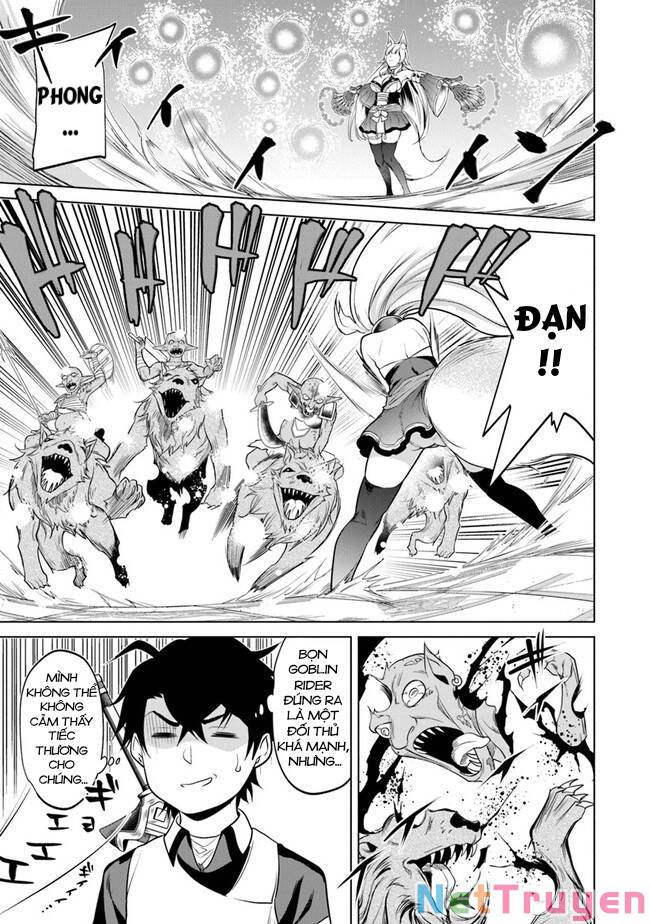 PHONG
...
ĐẠN
!!
BỌN
GOBLIN
RIDER
ĐÚNG RA
LÀ MỘT
ĐỐI THỦ
KHÁ MẠNH,
NHƯNG...
MÌNH
KHÔNG THỂ
KHÔNG
CẢM THẤY
TIẾC
THƯƠNG
CHO
CHÚNG...
NetTruyen